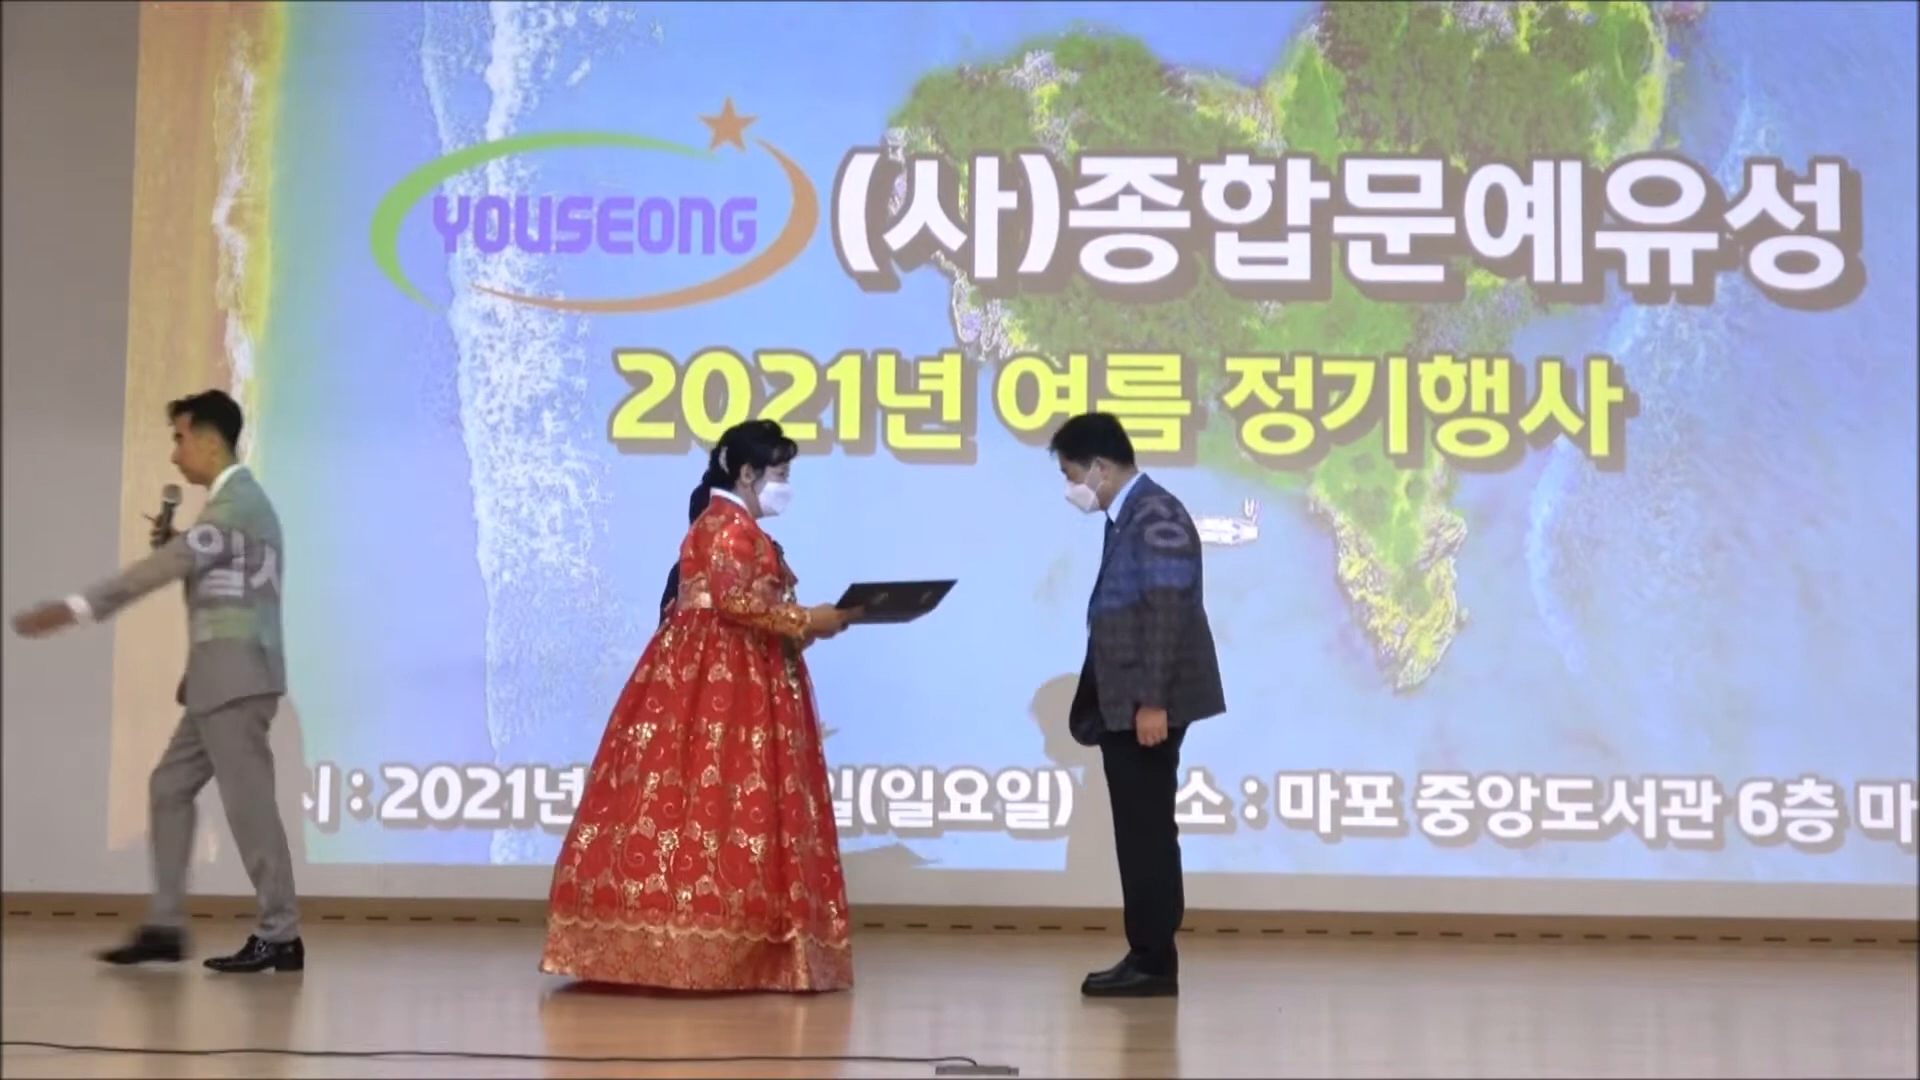 YOUSEONG
(사)종합문예유성
2021년 여름 정기행사
시 : 2021년 일(일요일) 소 : 마포 중앙도서관 6층 마